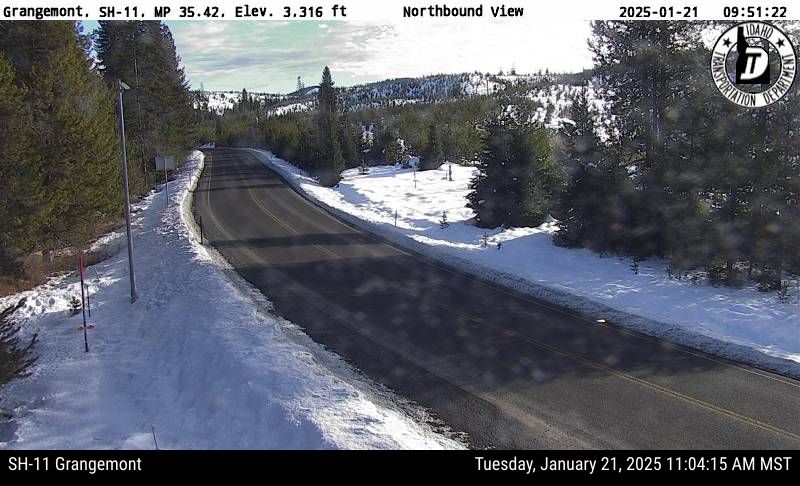 Grangemont, SH-11, MP 35.42, Elev. 3,316 ft Northbound View 2025-01-21 09:51:22
IDAHO
TRANSPORTATION DEPARTMENT
SH-11 Grangemont Tuesday, January 21, 2025 11:04:15 AM MST